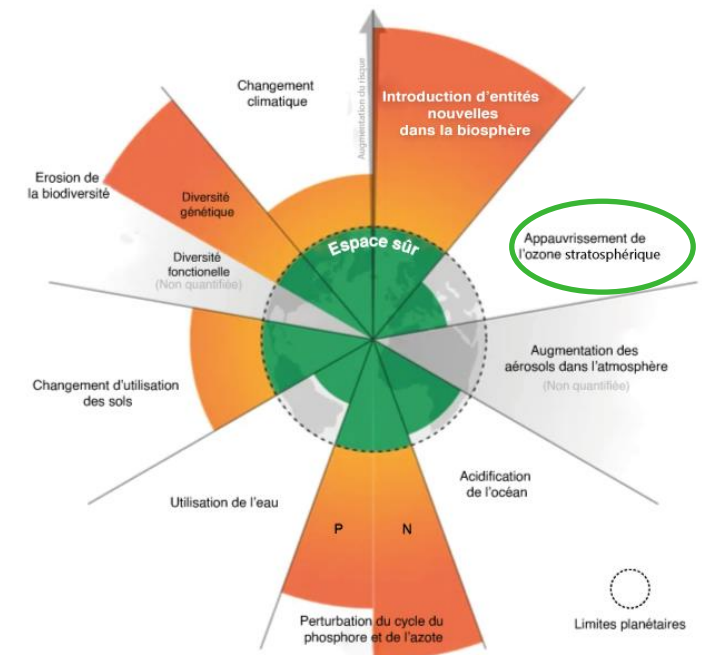 Changement
climatique
Augmentation du risque
Introduction d'entités
nouvelles
dans la biosphère
Erosion de
la biodiversité
Diversité
génétique
Espace sûr
Appauvrissement de
l'ozone stratosphérique
Diversité
fonctionelle
(Non quantifiée)
Augmentation des
aérosols dans l'atmosphère
(Non quantifiée)
Changement d'utilisation
des sols
Acidification
de l'océan
Utilisation de l'eau
P
N
Perturbation du cycle du
phosphore et de l'azote
Limites planétaires